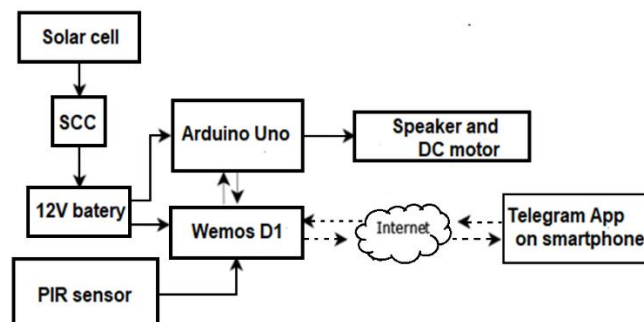 Solar cell
SCC
Arduino Uno
Speaker and
DC motor
12V batery
Wemos D1
Internet
Telegram App
on smartphone
PIR sensor